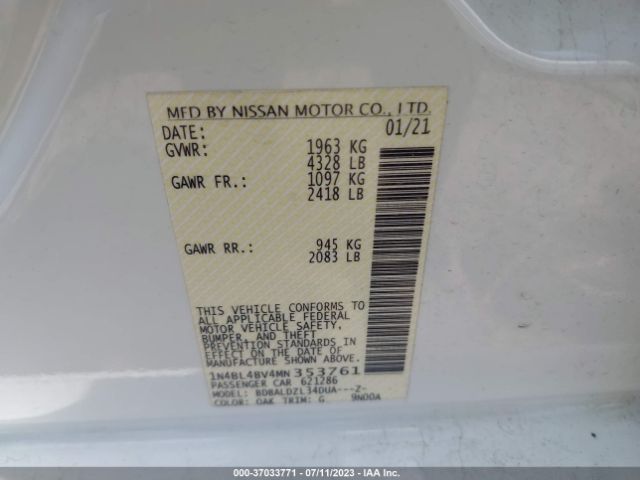 MFD BY NISSAN MOTOR CO., LTD.
DATE: 01/21
GVWR: 1963 KG
4328 LB
GAWR FR.: 1097 KG
2418 LB
GAWR RR.: 945 KG
2083 LB
THIS VEHICLE CONFORMS TO
ALL APPLICABLE FEDERAL
MOTOR VEHICLE SAFETY,
BUMPER, AND THEFT
PREVENTION STANDARDS IN
EFFECT ON THE DATE OF
MANUFACTURE SHOWN ABOVE.
1N4BL4BV4MN353761
PASSENGER CAR 621286
BDBALDZL34DUA---Z-
COLOR: QAK TRIM: G 9N00A
000-37033771 - 07/11/2023 - IAA Inc.